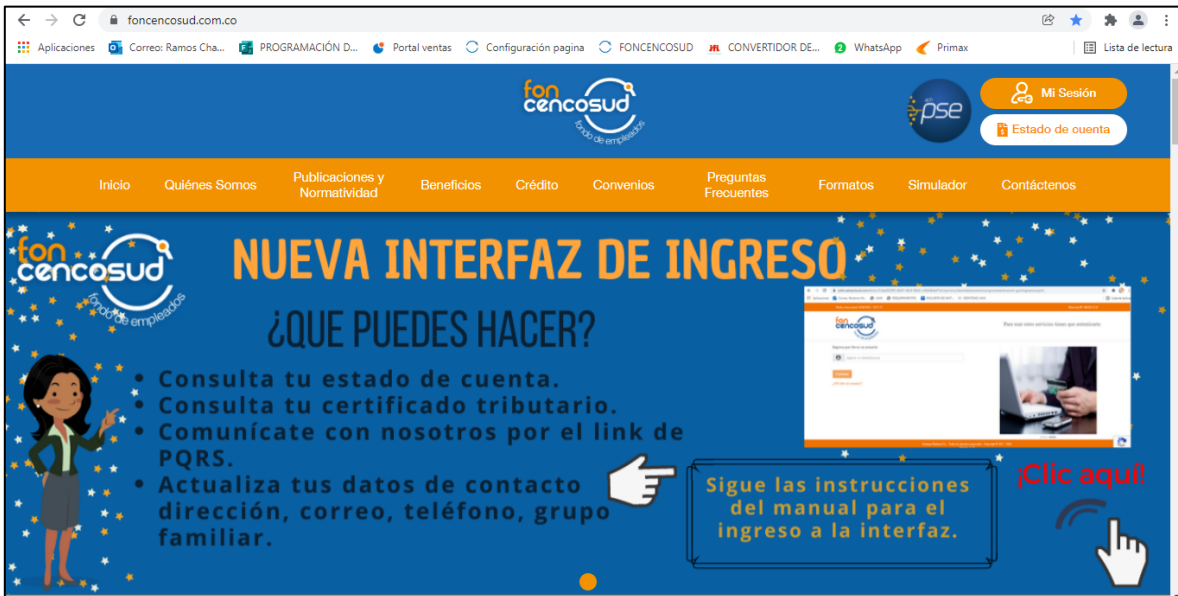 foncencosud.com.co
Aplicaciones Correo: Ramos Cha... PROGRAMACIÓN D... Portal ventas Configuración pagina FONCENCOSUD CONVERTIDOR DE... WhatsApp Primax Lista de lectura
fon
cencosud
fondo de empleados
pse
Mi Sesión
Estado de cuenta
Inicio Quiénes Somos Publicaciones y Normatividad Beneficios Crédito Convenios Preguntas Frecuentes Formatos Simulador Contáctenos
fon
cencosud
fondo de empleados
NUEVA INTERFAZ DE INGRESO
¿QUE PUEDES HACER?
• Consulta tu estado de cuenta.
• Consulta tu certificado tributario.
• Comunícate con nosotros por el link de
PQRS.
• Actualiza tus datos de contacto
dirección, correo, teléfono, grupo
familiar.
fon
cencosud
Sigue las instrucciones
del manual para el
ingreso a la interfaz.
¡Clic aquí!